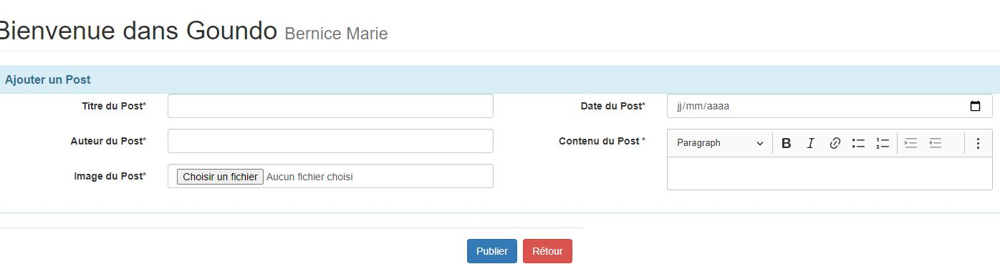 Bienvenue dans Goundo Bernice Marie
Ajouter un Post
Titre du Post*
Date du Post* jj/mm/aaaa
Auteur du Post*
Contenu du Post * Paragraph B I
Image du Post* Choisir un fichier Aucun fichier choisi
Publier Rétour